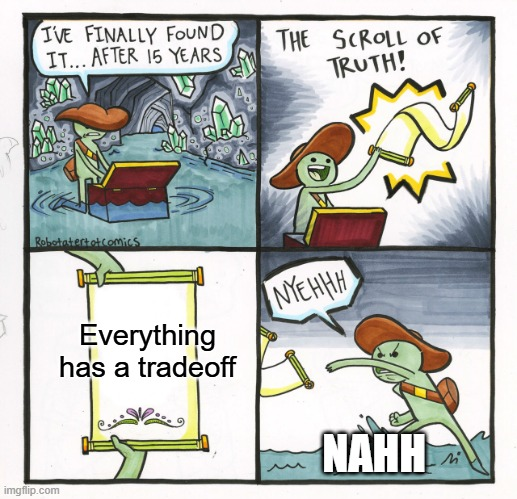 I'VE FINALLY FOUND
IT... AFTER 15 YEARS
THE SCROLL OF
TRUTH!
Robotatertotcomics
Everything
has a tradeoff
NYEHHH
NAHH
imgflip.com